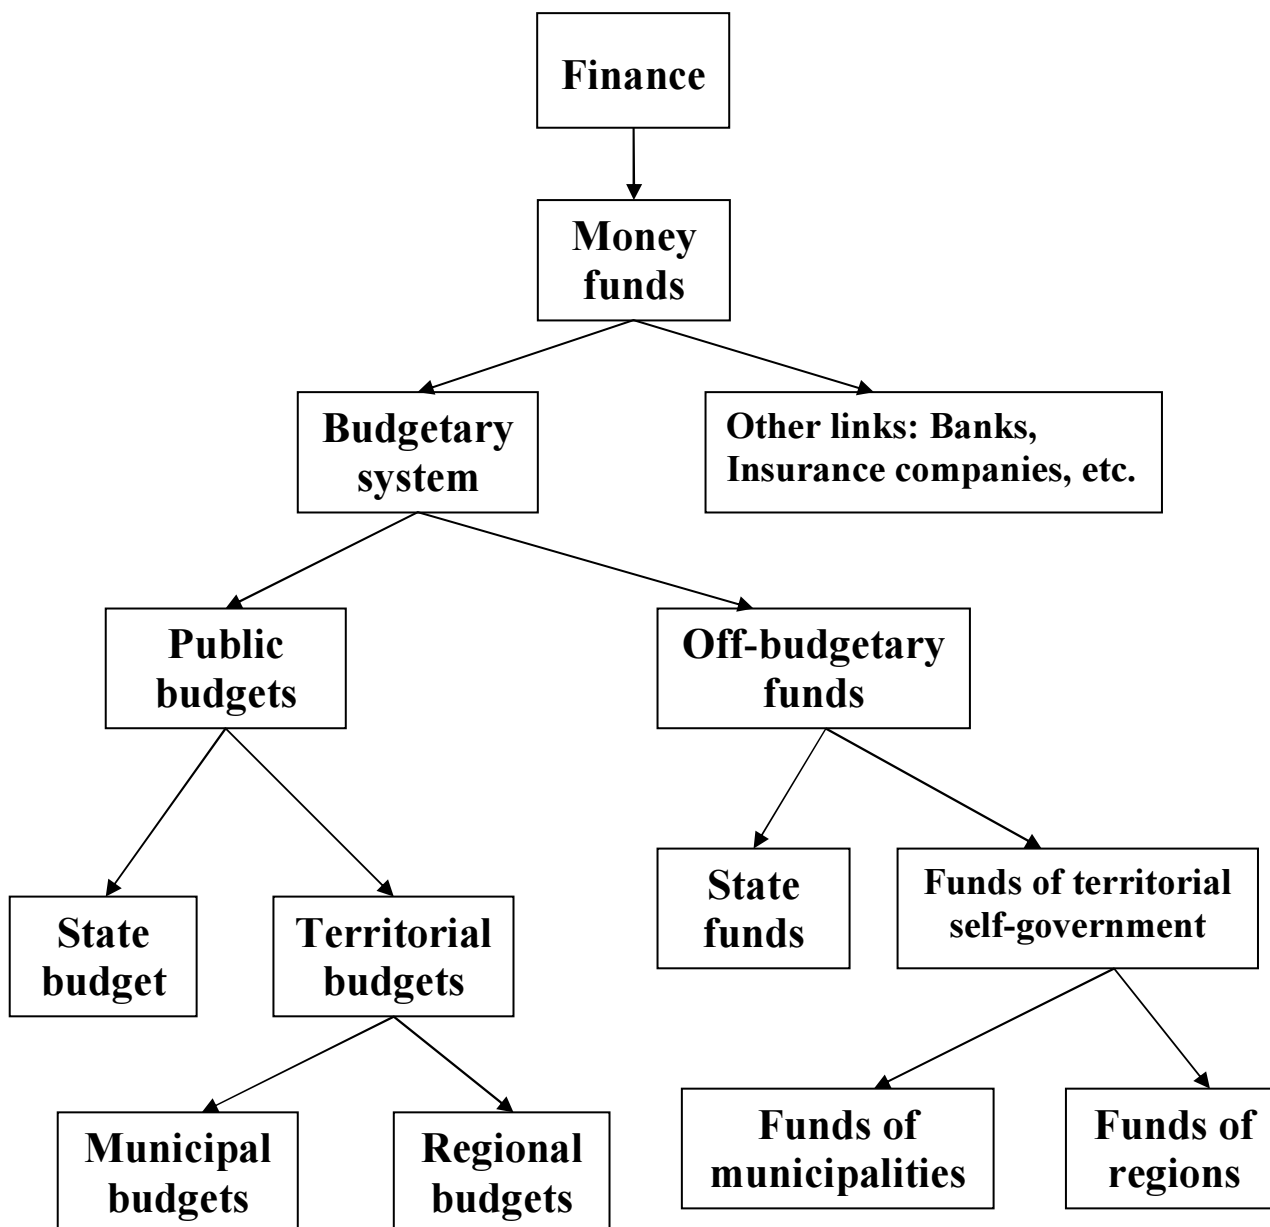 Finance
Money
funds
Budgetary
system
Other links: Banks,
Insurance companies, etc.
Public
budgets
Off-budgetary
funds
State
budget
Territorial
budgets
State
funds
Funds of territorial
self-government
Municipal
budgets
Regional
budgets
Funds of
municipalities
Funds of
regions